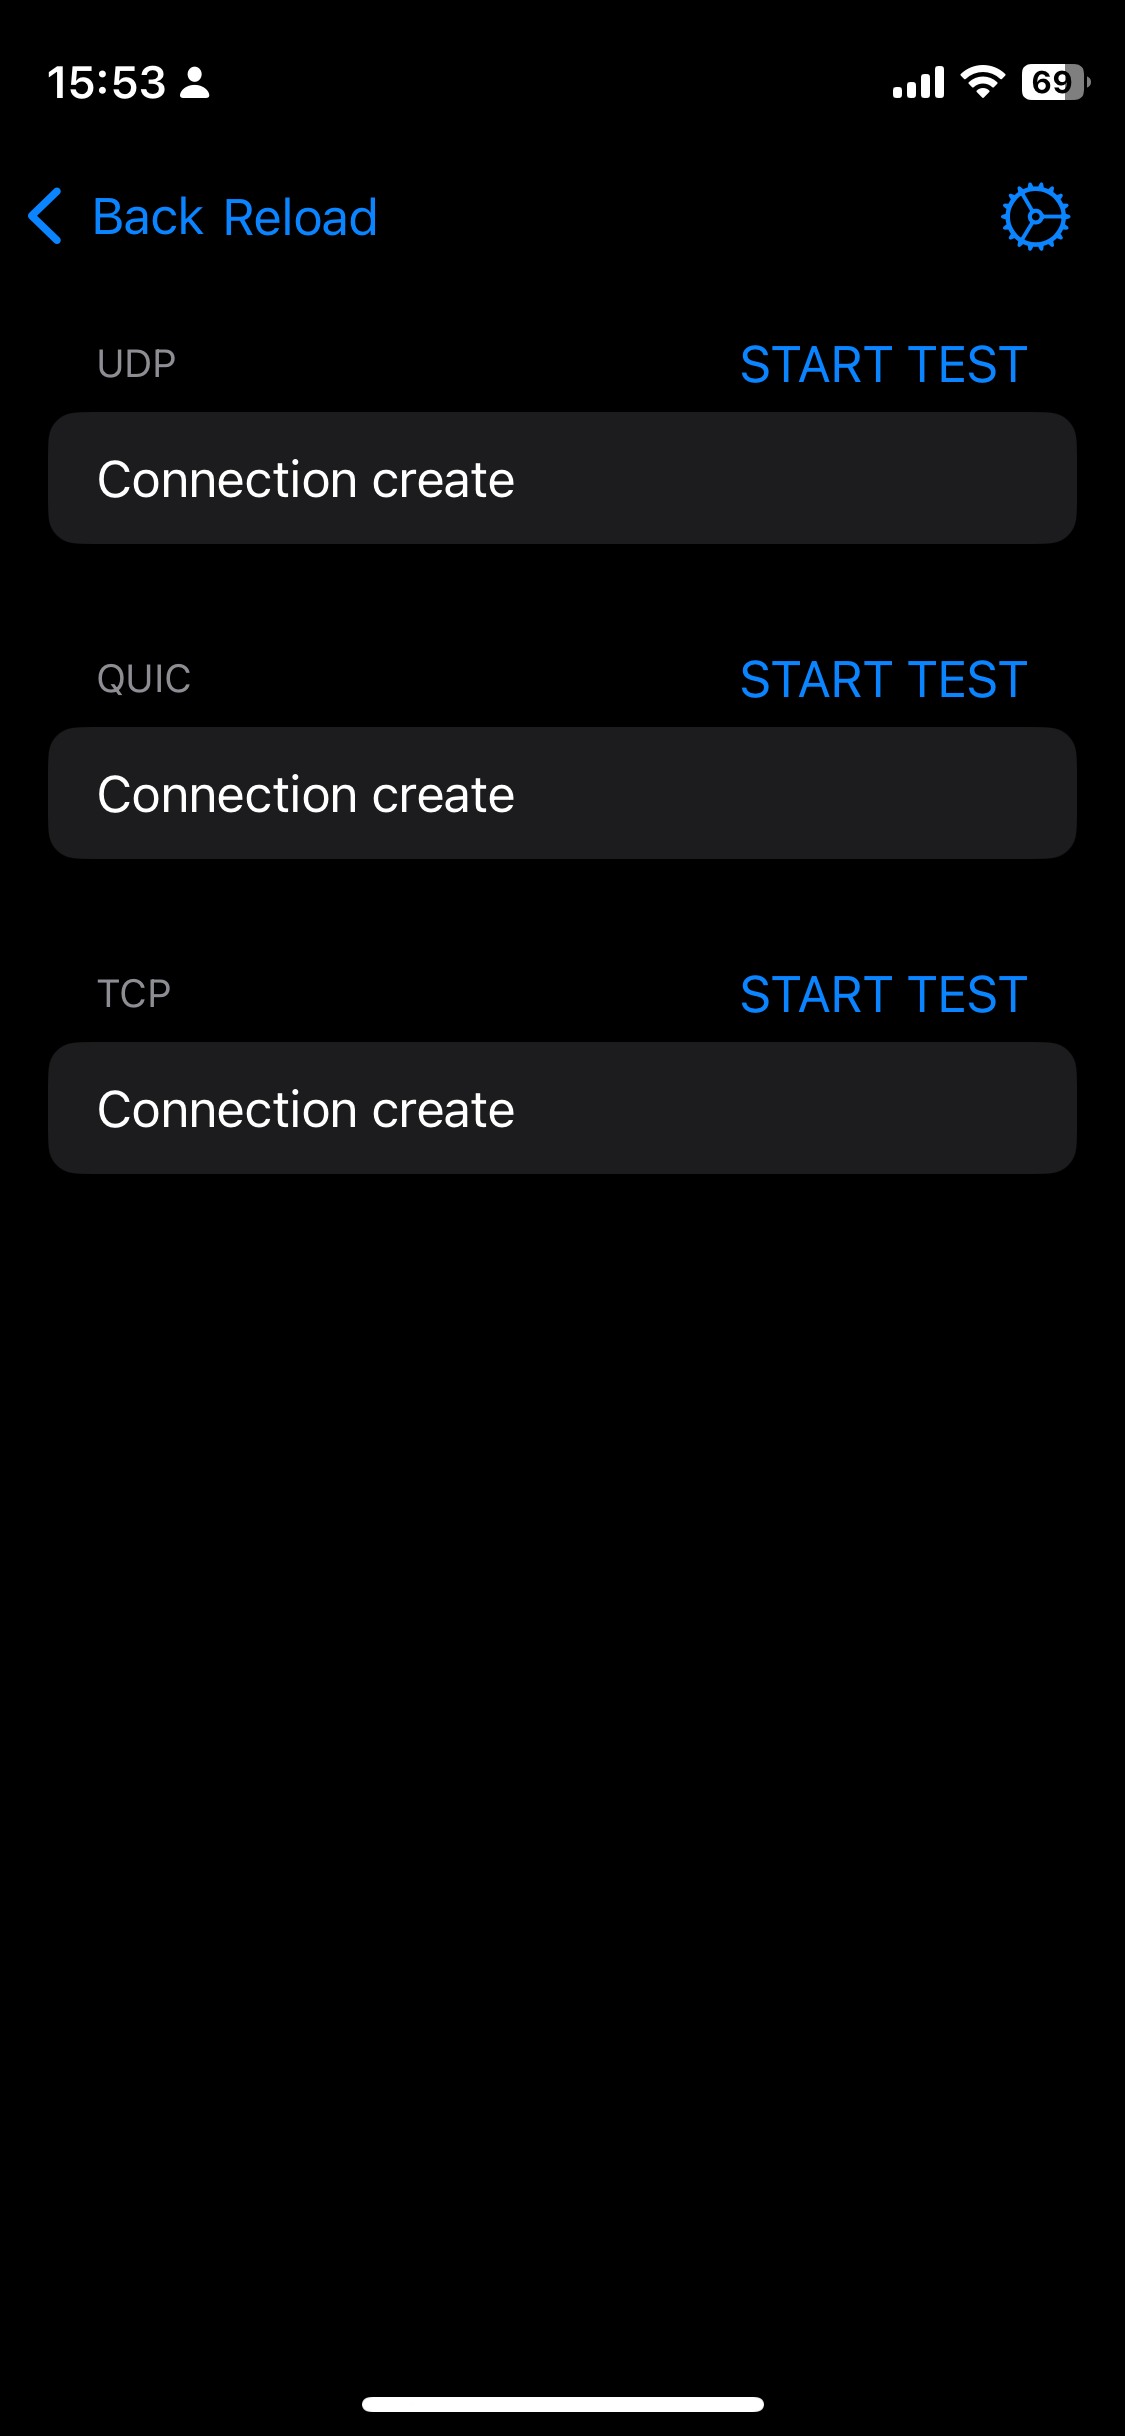 15:53
69
Back Reload
UDP START TEST
Connection create
QUIC START TEST
Connection create
TCP START TEST
Connection create